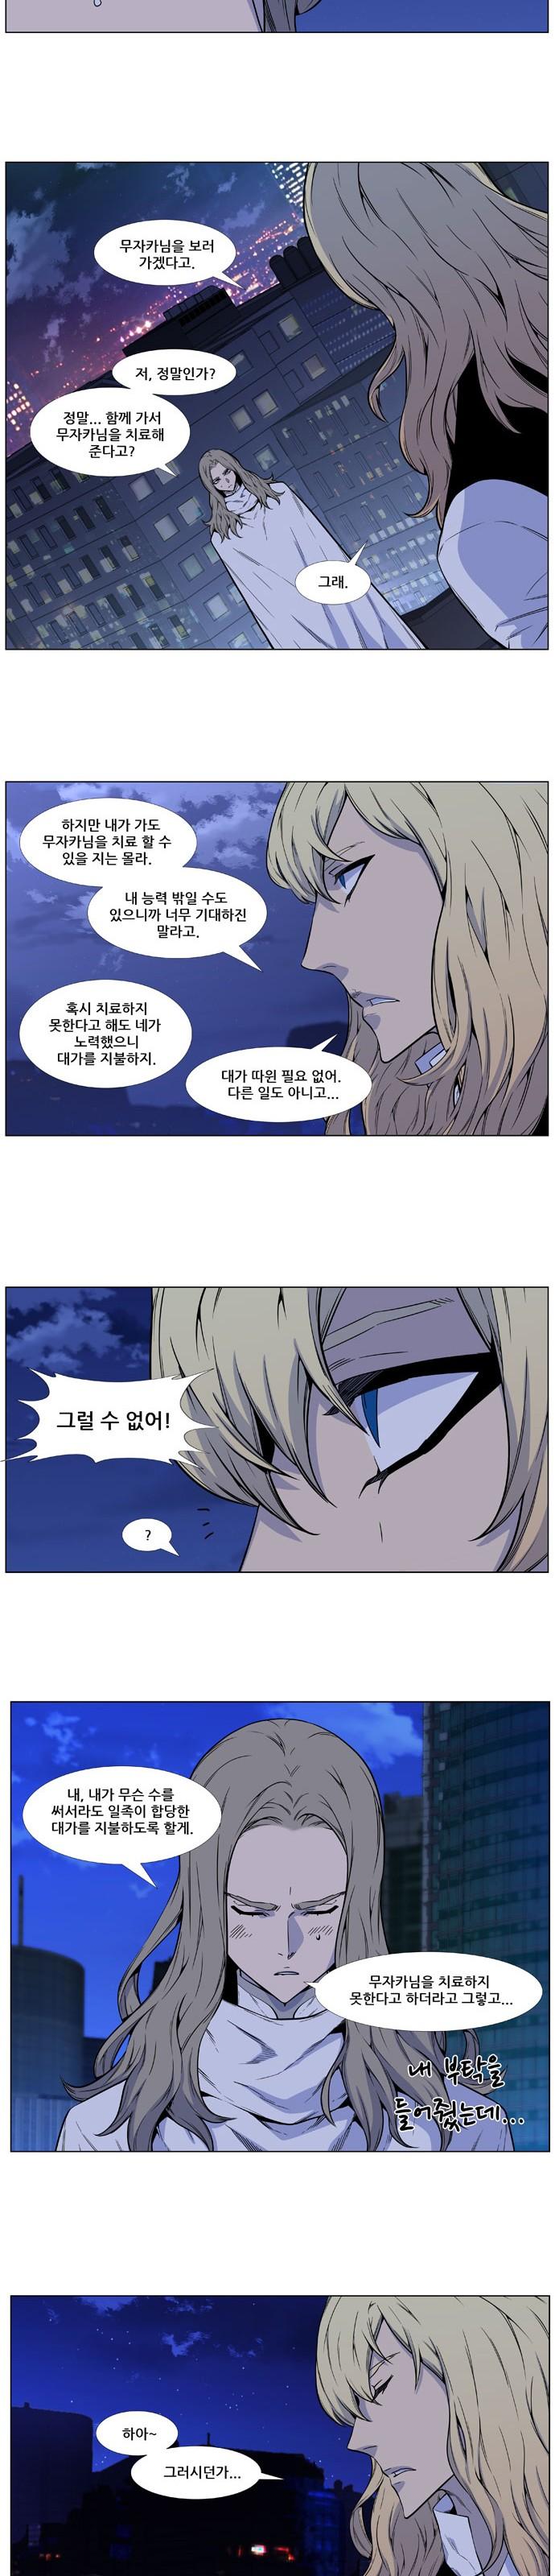 무자카님을 보러
가겠다고.
저, 정말인가?
정말... 함께 가서
무자카님을 치료해
준다고?
그래.
하지만 내가 가도
무자카님을 치료 할 수
있을 지는 몰라.
내 능력 밖일 수도
있으니까 너무 기대하진
말라고.
혹시 치료하지
못한다고 해도 네가
노력했으니
대가를 지불하지.
대가 따윈 필요 없어.
다른 일도 아니고...
그럴 수 없어!
?
내, 내가 무슨 수를
써서라도 일족이 합당한
대가를 지불하도록 할게.
무자카님을 치료하지
못한다고 하더라고 그렇고...
내 부탁을
들어줬는데...
하아~
그러시던가...